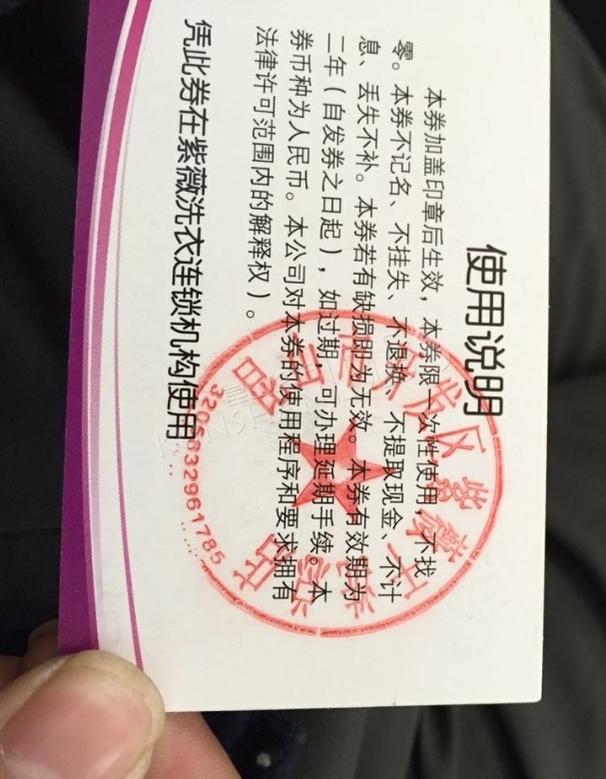 使用说明
本券加盖印章后生效，本券限一次性使用，不找
零。本券不记名、不挂失、不退换、不提取现金、不计
息、丢失不补。本券若有缺损即为无效。本券有效期为
二年（自发券之日起），如过期，可办理延期手续。本
券币种为人民币。本公司对本券的使用程序和要求拥有
法律许可范围内的解释权）。
凭此券在紫薇洗衣连锁机构使用
3205832961785